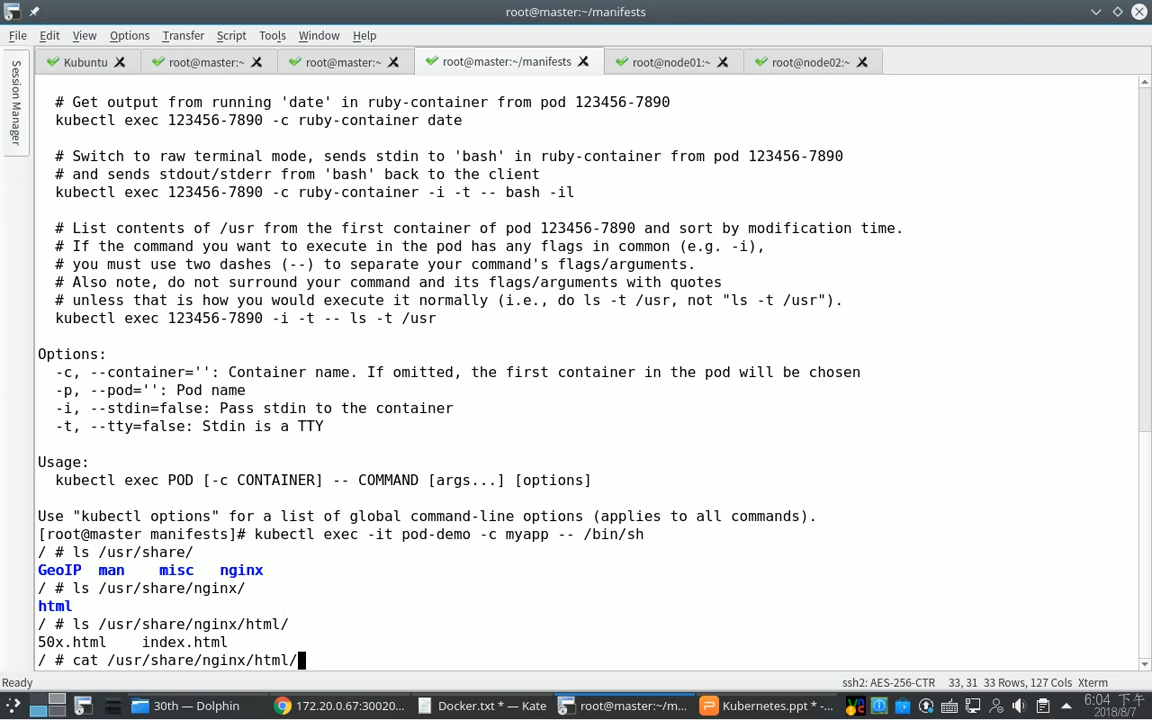 root@master:~/manifests
File Edit View Options Transfer Script Tools Window Help
Session Manager
Kubuntu root@master:~ root@master:~ root@master:~/manifests root@node01:~ root@node02:~
# Get output from running 'date' in ruby-container from pod 123456-7890
kubectl exec 123456-7890 -c ruby-container date
# Switch to raw terminal mode, sends stdin to 'bash' in ruby-container from pod 123456-7890
# and sends stdout/stderr from 'bash' back to the client
kubectl exec 123456-7890 -c ruby-container -i -t -- bash -il
# List contents of /usr from the first container of pod 123456-7890 and sort by modification time.
# If the command you want to execute in the pod has any flags in common (e.g. -i),
# you must use two dashes (--) to separate your command's flags/arguments.
# Also note, do not surround your command and its flags/arguments with quotes
# unless that is how you would execute it normally (i.e., do ls -t /usr, not "ls -t /usr").
kubectl exec 123456-7890 -i -t -- ls -t /usr
Options:
-c, --container='': Container name. If omitted, the first container in the pod will be chosen
-p, --pod='': Pod name
-i, --stdin=false: Pass stdin to the container
-t, --tty=false: Stdin is a TTY
Usage:
kubectl exec POD [-c CONTAINER] -- COMMAND [args...] [options]
Use "kubectl options" for a list of global command-line options (applies to all commands).
[root@master manifests]# kubectl exec -it pod-demo -c myapp -- /bin/sh
/ # ls /usr/share/
GeoIP man misc nginx
/ # ls /usr/share/nginx/
html
/ # ls /usr/share/nginx/html/
50x.html index.html
/ # cat /usr/share/nginx/html/
Ready ssh2: AES-256-CTR 33, 31 33 Rows, 127 Cols Xterm
30th — Dolphin 172.20.0.67:30020... Docker.txt * — Kate root@master:~/m... Kubernetes.ppt * -... 6:04 下午
2018/8/7